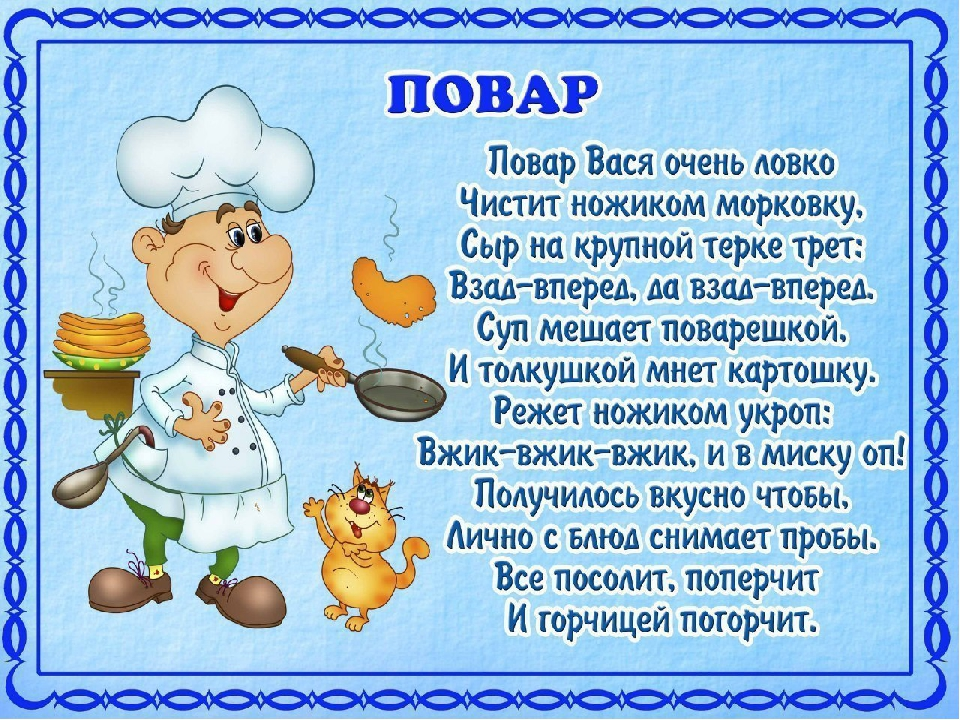 ПОВАР
Повар Вася очень ловко
Чистит ножиком морковку,
Сыр на крупной терке трет:
Взад-вперед, да взад-вперед.
Суп мешает поварешкой,
И толкушкой мнет картошку.
Режет ножиком укроп:
Вжик-вжик-вжик, и в миску оп!
Получилось вкусно чтобы,
Лично с блюд снимает пробы.
Все посолит, поперчит
И горчицей погорчит.